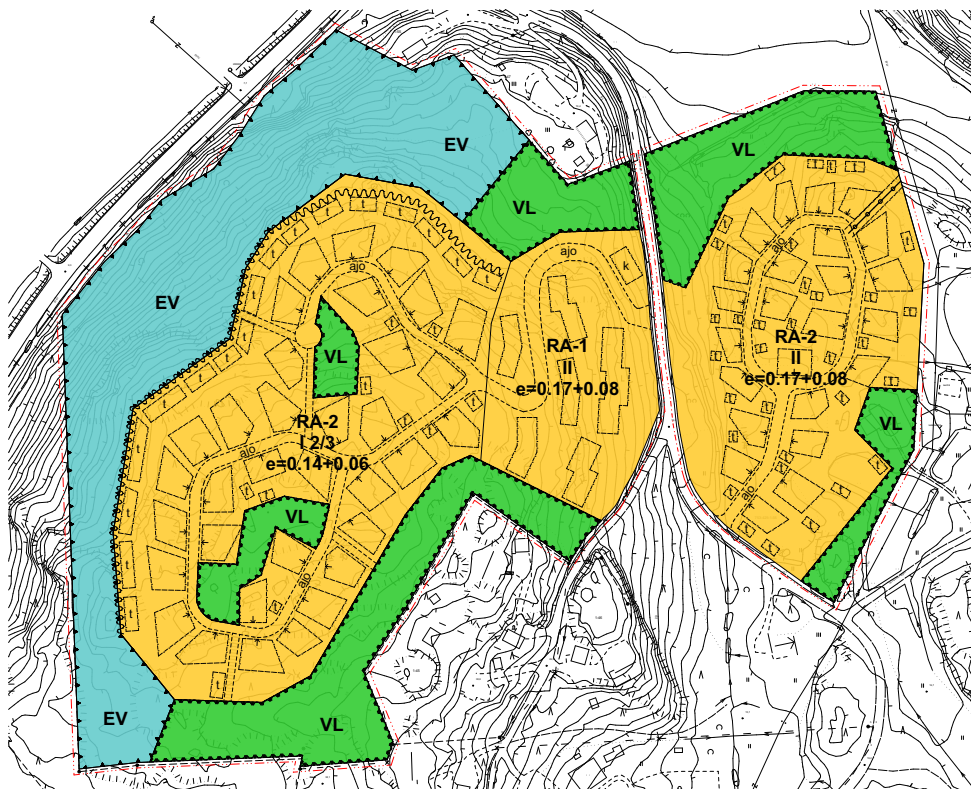 EV
VL
VL
ajo
k
ajo
ajo
EV
RA-1
II
e=0.17+0.08
RA-2
II
e=0.17+0.08
VL
RA-2
I 2/3
e=0.14+0.06
VL
ajo
VL
ajo
ajo
EV
VL